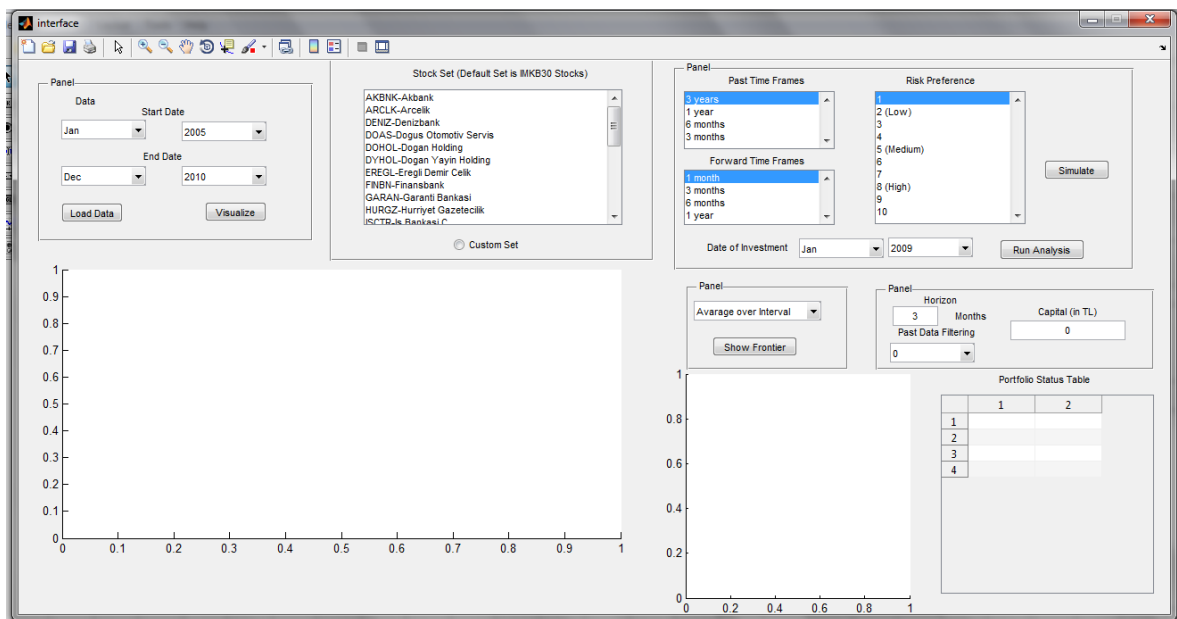 interface
Panel
Data
Start Date
Jan
2005
End Date
Dec
2010
Load Data
Visualize
Stock Set (Default Set is IMKB30 Stocks)
AKBNK-Akbank
ARCLK-Arcelik
DENIZ-Denizbank
DOAS-Dogus Otomotiv Servis
DOHOL-Dogan Holding
DYHOL-Dogan Yayin Holding
EREGL-Eregli Demir Celik
FINBN-Finansbank
GARAN-Garanti Bankasi
HURGZ-Hurriyet Gazetecilik
ISCTR-Is Bankasi C
Custom Set
Panel
Past Time Frames
3 years
1 year
6 months
3 months
Forward Time Frames
1 month
3 months
6 months
1 year
Risk Preference
1
2 (Low)
3
4
5 (Medium)
6
7
8 (High)
9
10
Simulate
Date of Investment
Jan
2009
Run Analysis
Panel
Avarage over Interval
Show Frontier
Panel
Horizon
3 Months
Past Data Filtering
0
Capital (in TL)
0
1
0.9
0.8
0.7
0.6
0.5
0.4
0.3
0.2
0.1
0
0 0.1 0.2 0.3 0.4 0.5 0.6 0.7 0.8 0.9 1
1
0.8
0.6
0.4
0.2
0
0 0.2 0.4 0.6 0.8 1
Portfolio Status Table
1 2
1
2
3
4